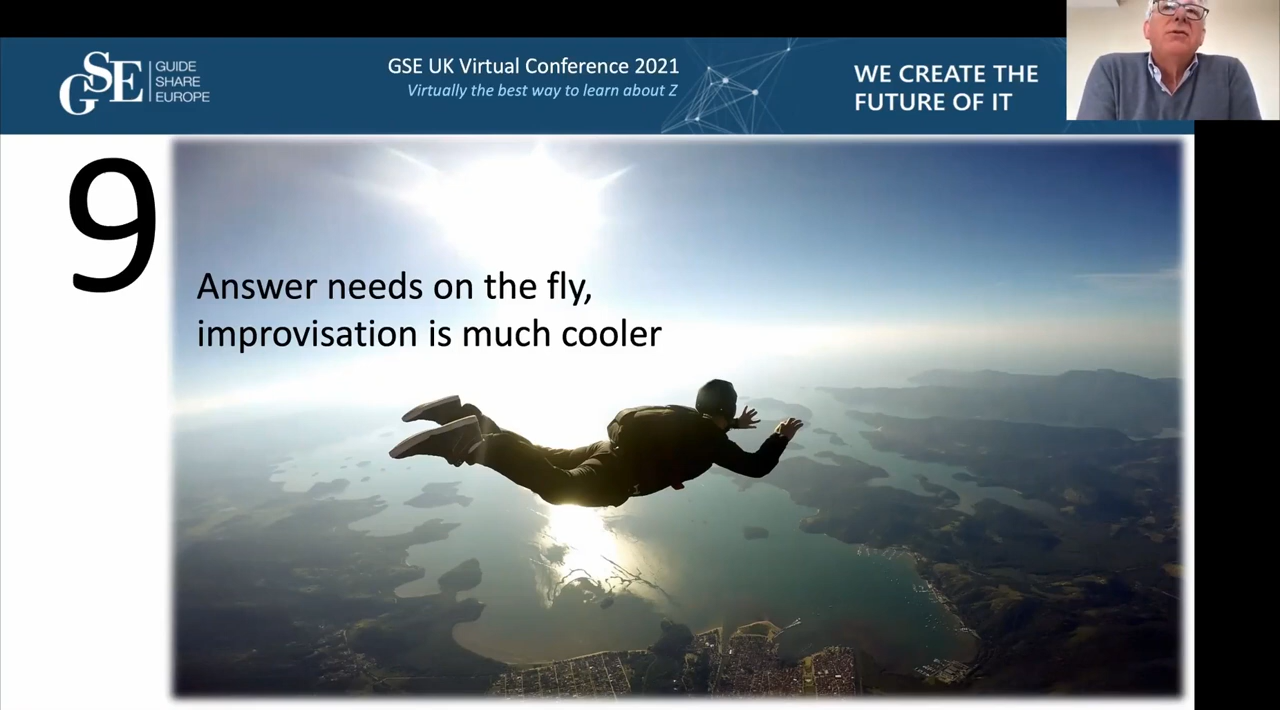 GSE
GUIDE
SHARE
EUROPE
GSE UK Virtual Conference 2021
Virtually the best way to learn about Z
WE CREATE THE
FUTURE OF IT
9
Answer needs on the fly,
improvisation is much cooler